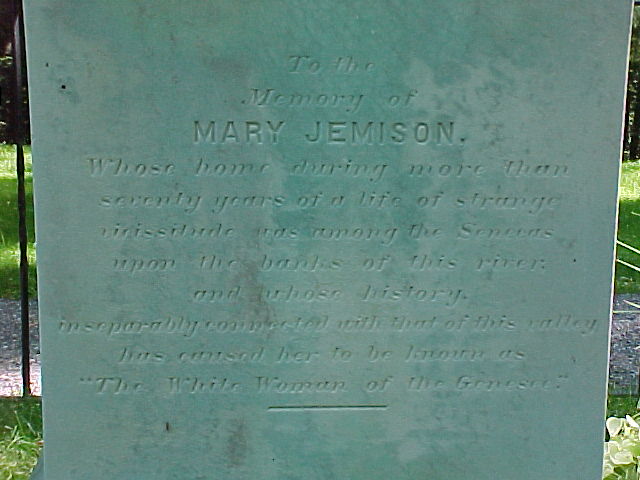 To the
Memory of
MARY JEMISON.
Whose home during more than
seventy years of a life of strange
vicissitude was among the Senecas
upon the banks of this river;
and whose history,
inseparably connected with that of this valley
has caused her to be known as
"The White Woman of the Genesee."